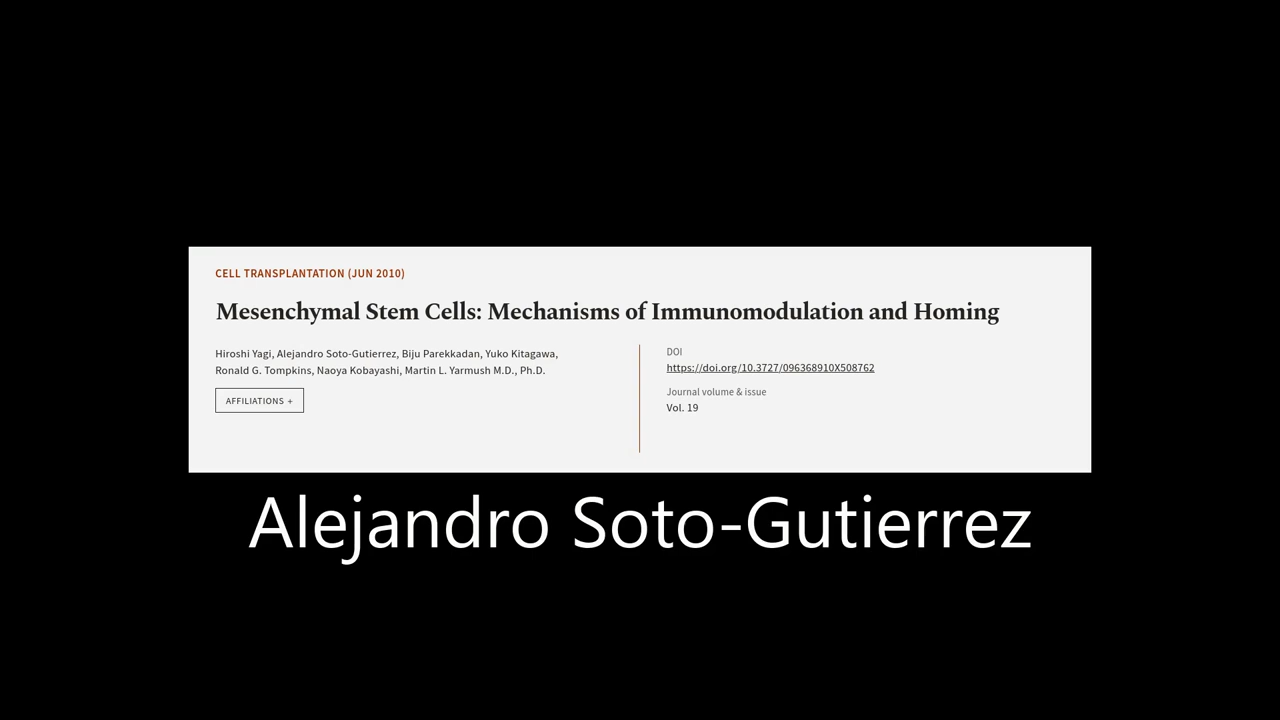 CELL TRANSPLANTATION (JUN 2010)
Mesenchymal Stem Cells: Mechanisms of Immunomodulation and Homing
Hiroshi Yagi, Alejandro Soto-Gutierrez, Biju Parekkadan, Yuko Kitagawa,
Ronald G. Tompkins, Naoya Kobayashi, Martin L. Yarmush M.D., Ph.D.
AFFILIATIONS +
DOI
https://doi.org/10.3727/096368910X508762
Journal volume & issue
Vol. 19
Alejandro Soto-Gutierrez